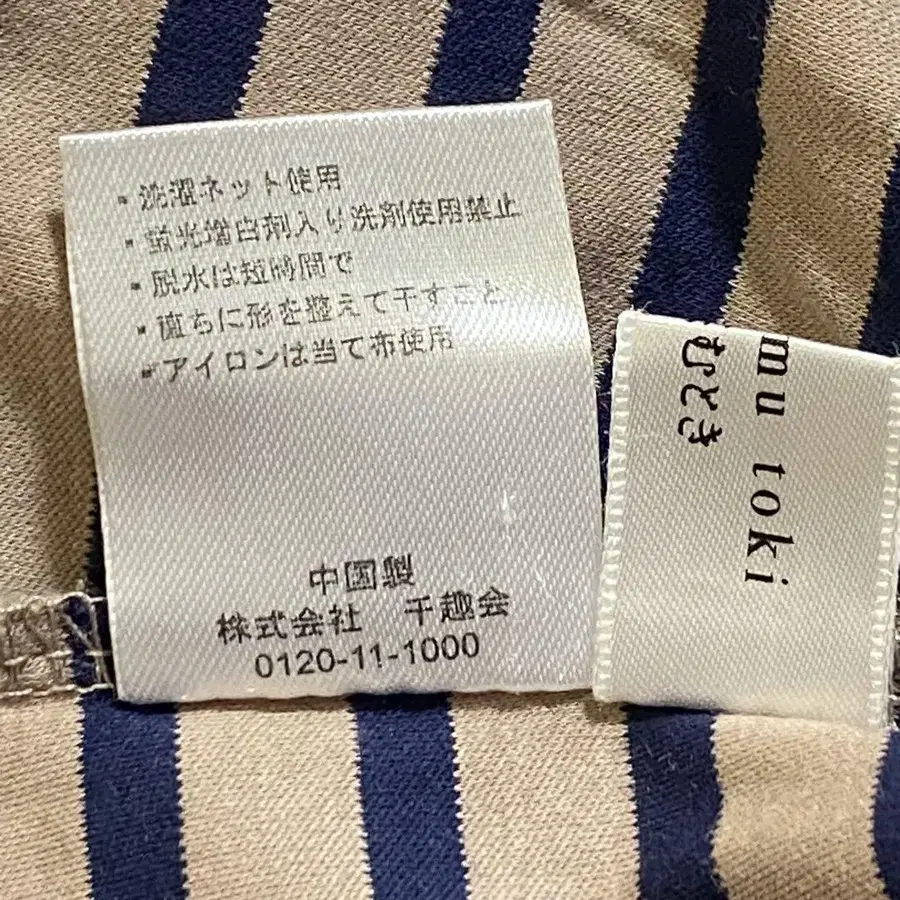 ・洗濯ネット使用
・蛍光増白剤入り洗剤使用禁止
・脱水は短時間で
・直ちに形を整えて干すこと
・アイロンは当て布使用
中国製
株式会社 千趣会
0120-11-1000
mu toki
むとき